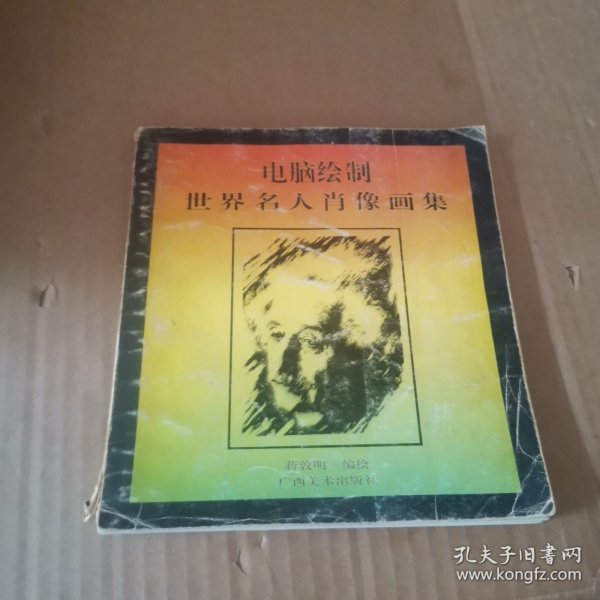 电脑绘制
世界名人肖像画集
蒋敦明 编绘
广西美术出版社
孔夫子旧书网
www.kongfz.com